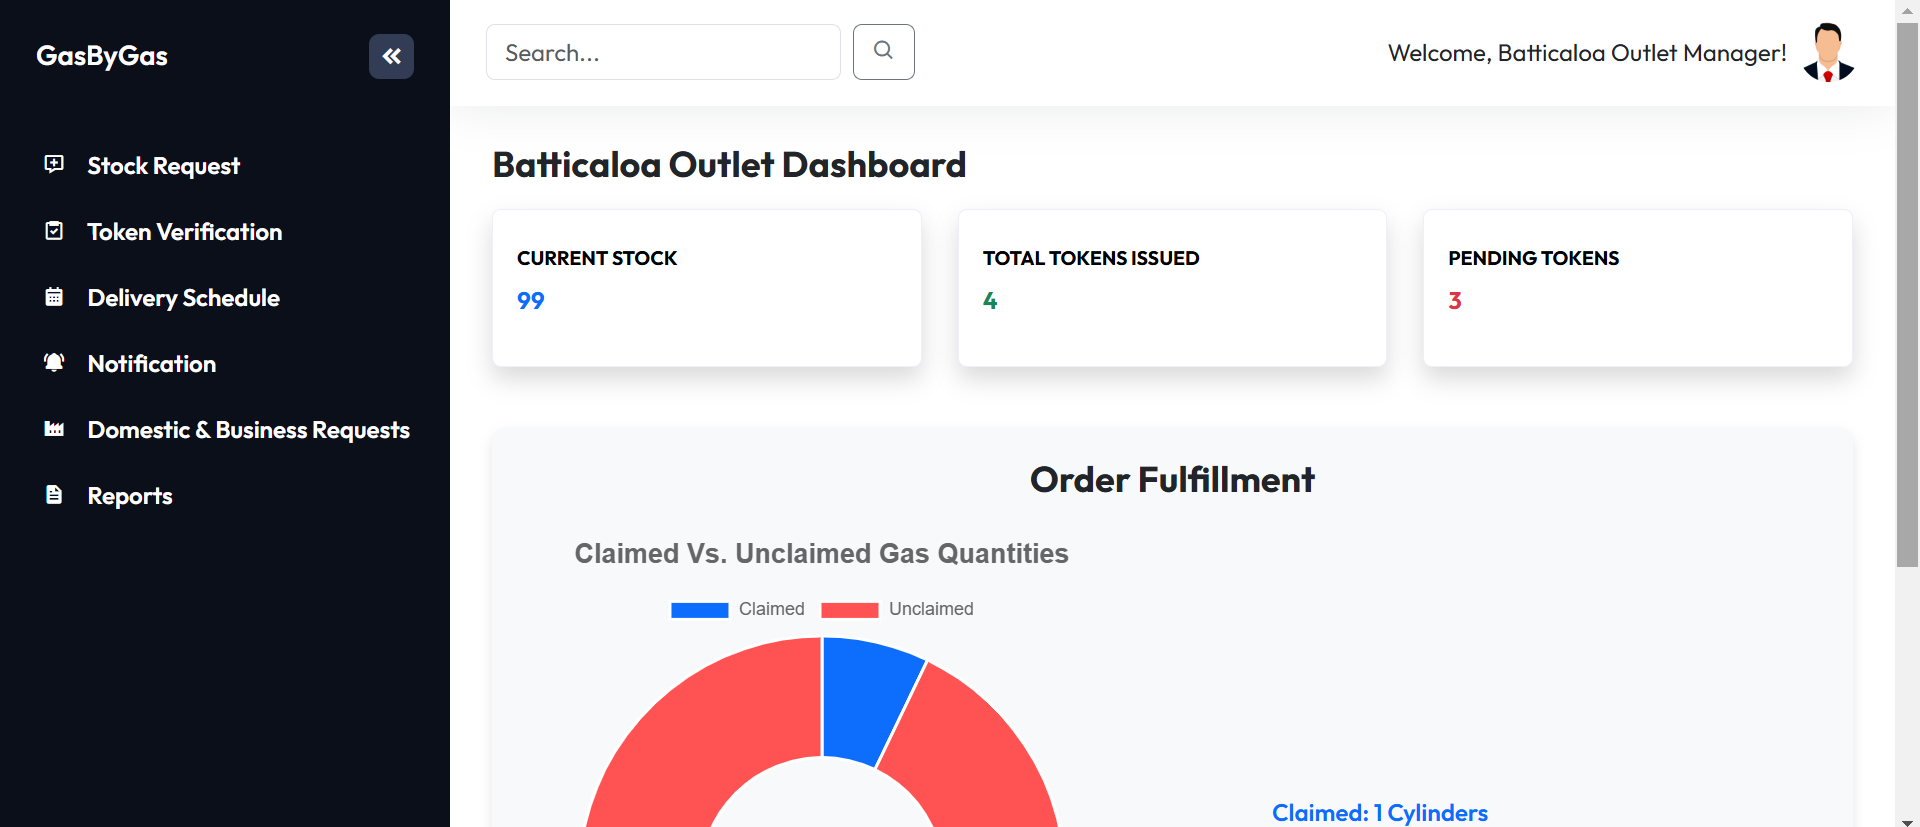 GasByGas
Stock Request
Token Verification
Delivery Schedule
Notification
Domestic & Business Requests
Reports
Search...
Welcome, Batticaloa Outlet Manager!
Batticaloa Outlet Dashboard
CURRENT STOCK
99
TOTAL TOKENS ISSUED
4
PENDING TOKENS
3
Order Fulfillment
Claimed Vs. Unclaimed Gas Quantities
Claimed Unclaimed
Claimed: 1 Cylinders